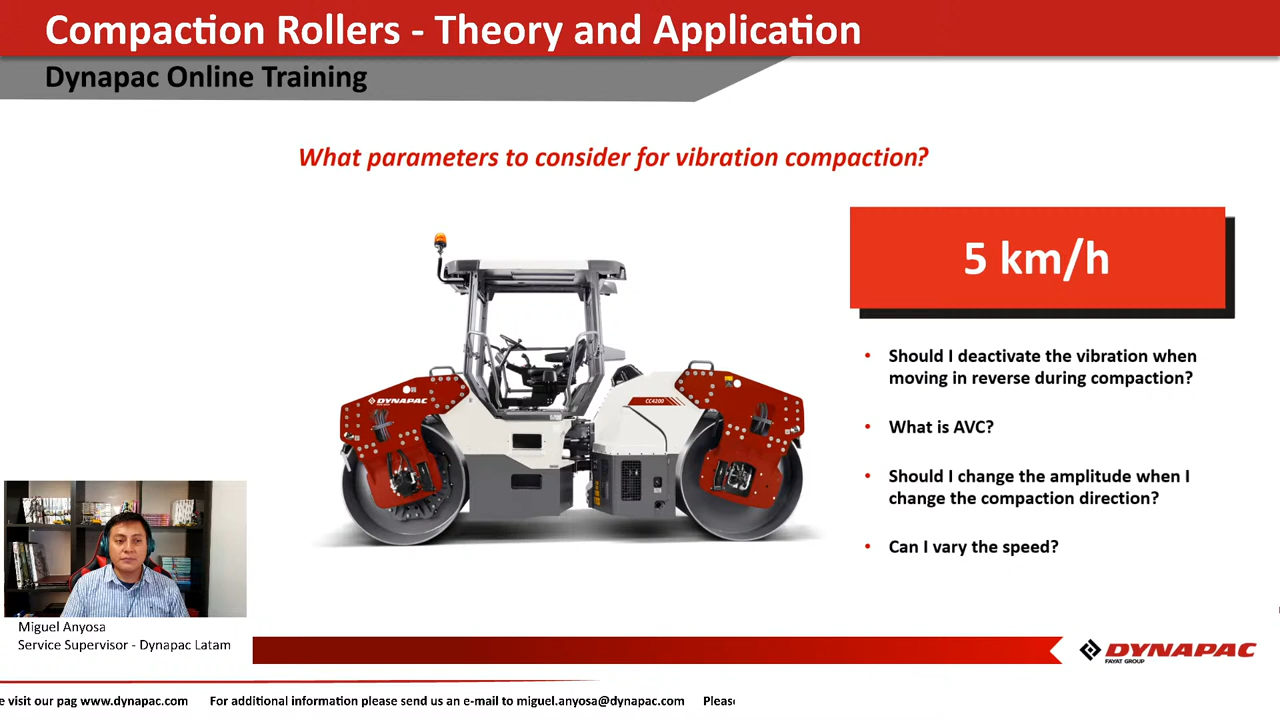 Compaction Rollers - Theory and Application
Dynapac Online Training
What parameters to consider for vibration compaction?
5 km/h
• Should I deactivate the vibration when
moving in reverse during compaction?
• What is AVC?
• Should I change the amplitude when I
change the compaction direction?
• Can I vary the speed?
DYNAPAC
CC4200
Miguel Anyosa
Service Supervisor - Dynapac Latam
DYNAPAC
FAYAT GROUP
e visit our pag www.dynapac.com For additional information please send us an e-mail to miguel.anyosa@dynapac.com Please